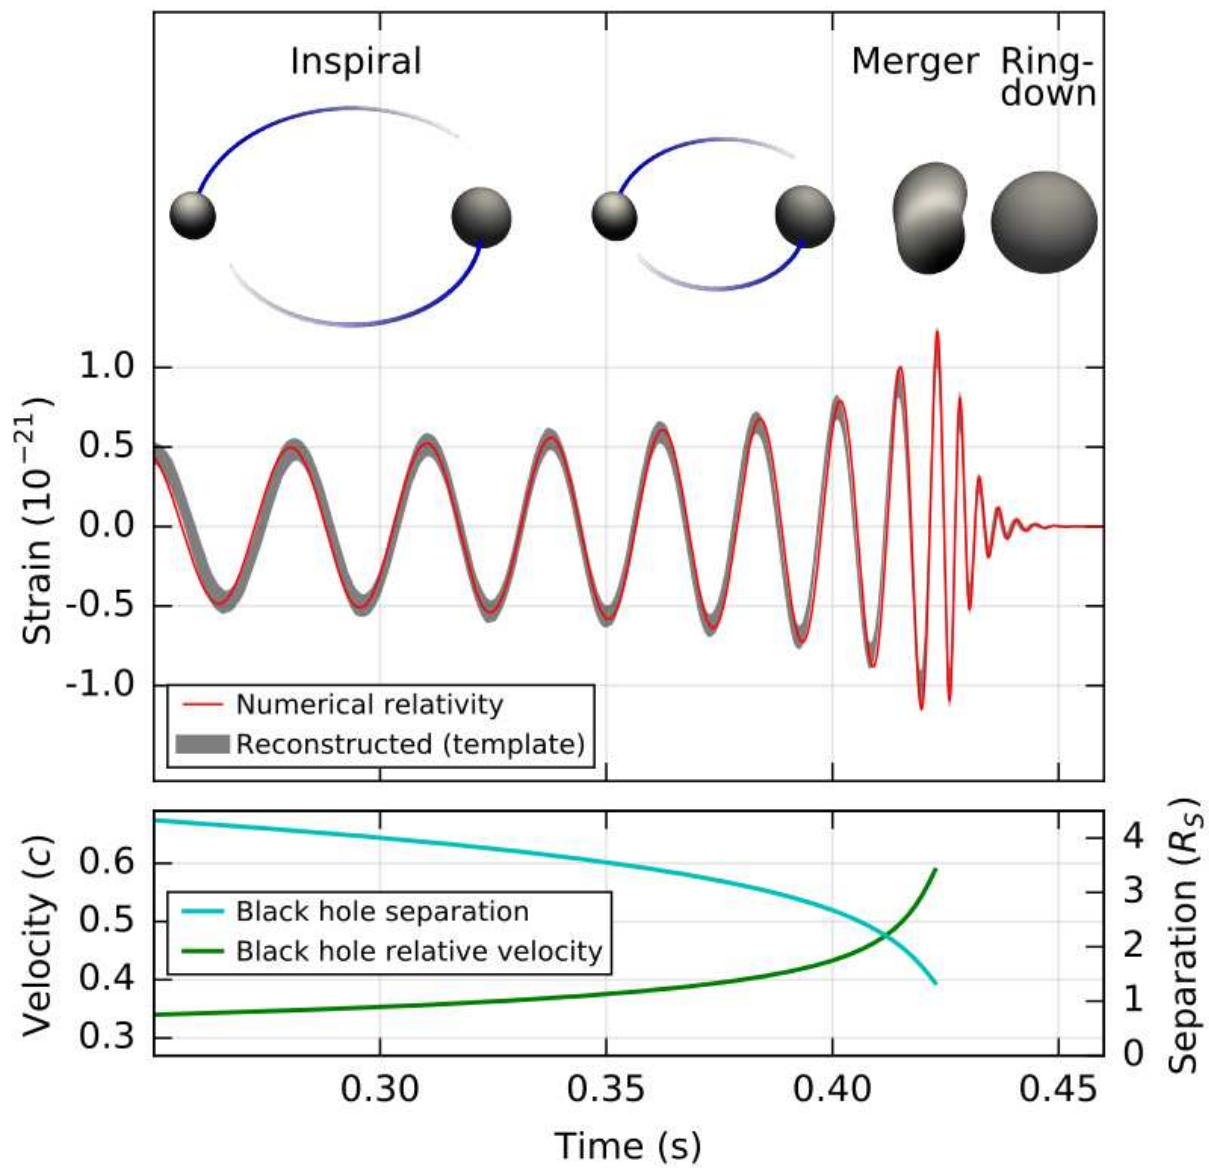 Inspiral
Merger
Ring-
down
Strain (10⁻²¹)
1.0
0.5
0.0
-0.5
-1.0
Numerical relativity
Reconstructed (template)
Velocity (c)
0.6
0.5
0.4
0.3
Black hole separation
Black hole relative velocity
4
3
2
1
0
Separation (R_S)
0.30
0.35
0.40
0.45
Time (s)